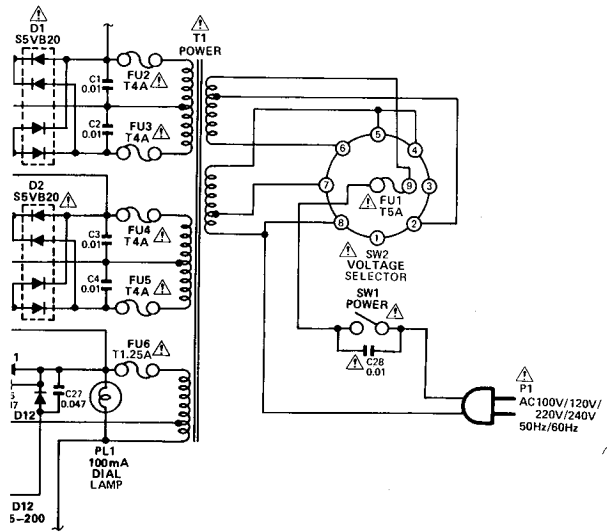 D1
S5VB20
C1
0.01
C2
0.01
FU2
T4A
FU3
T4A
T1
POWER
D2
S5VB20
C3
0.01
C4
0.01
FU4
T4A
FU5
T4A
5
6
4
7
9
3
FU1
T5A
8
2
1
SW2
VOLTAGE
SELECTOR
SW1
POWER
C28
0.01
P1
AC100V/120V/
220V/240V
50Hz/60Hz
FU6
T1.25A
1
C27
0.047
D12
PL1
100mA
DIAL
LAMP
D12
5-200